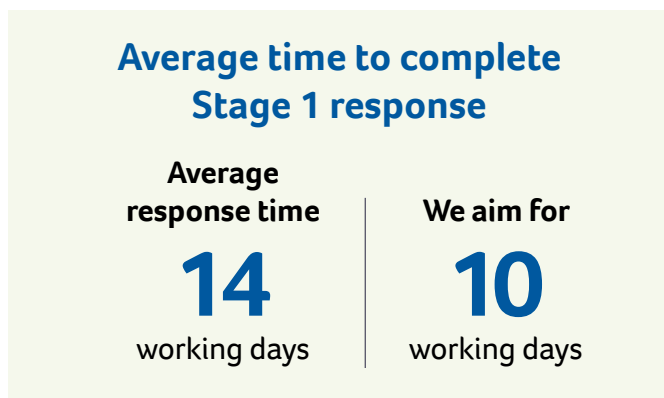 Average time to complete
Stage 1 response
Average
response time
14
working days
We aim for
10
working days